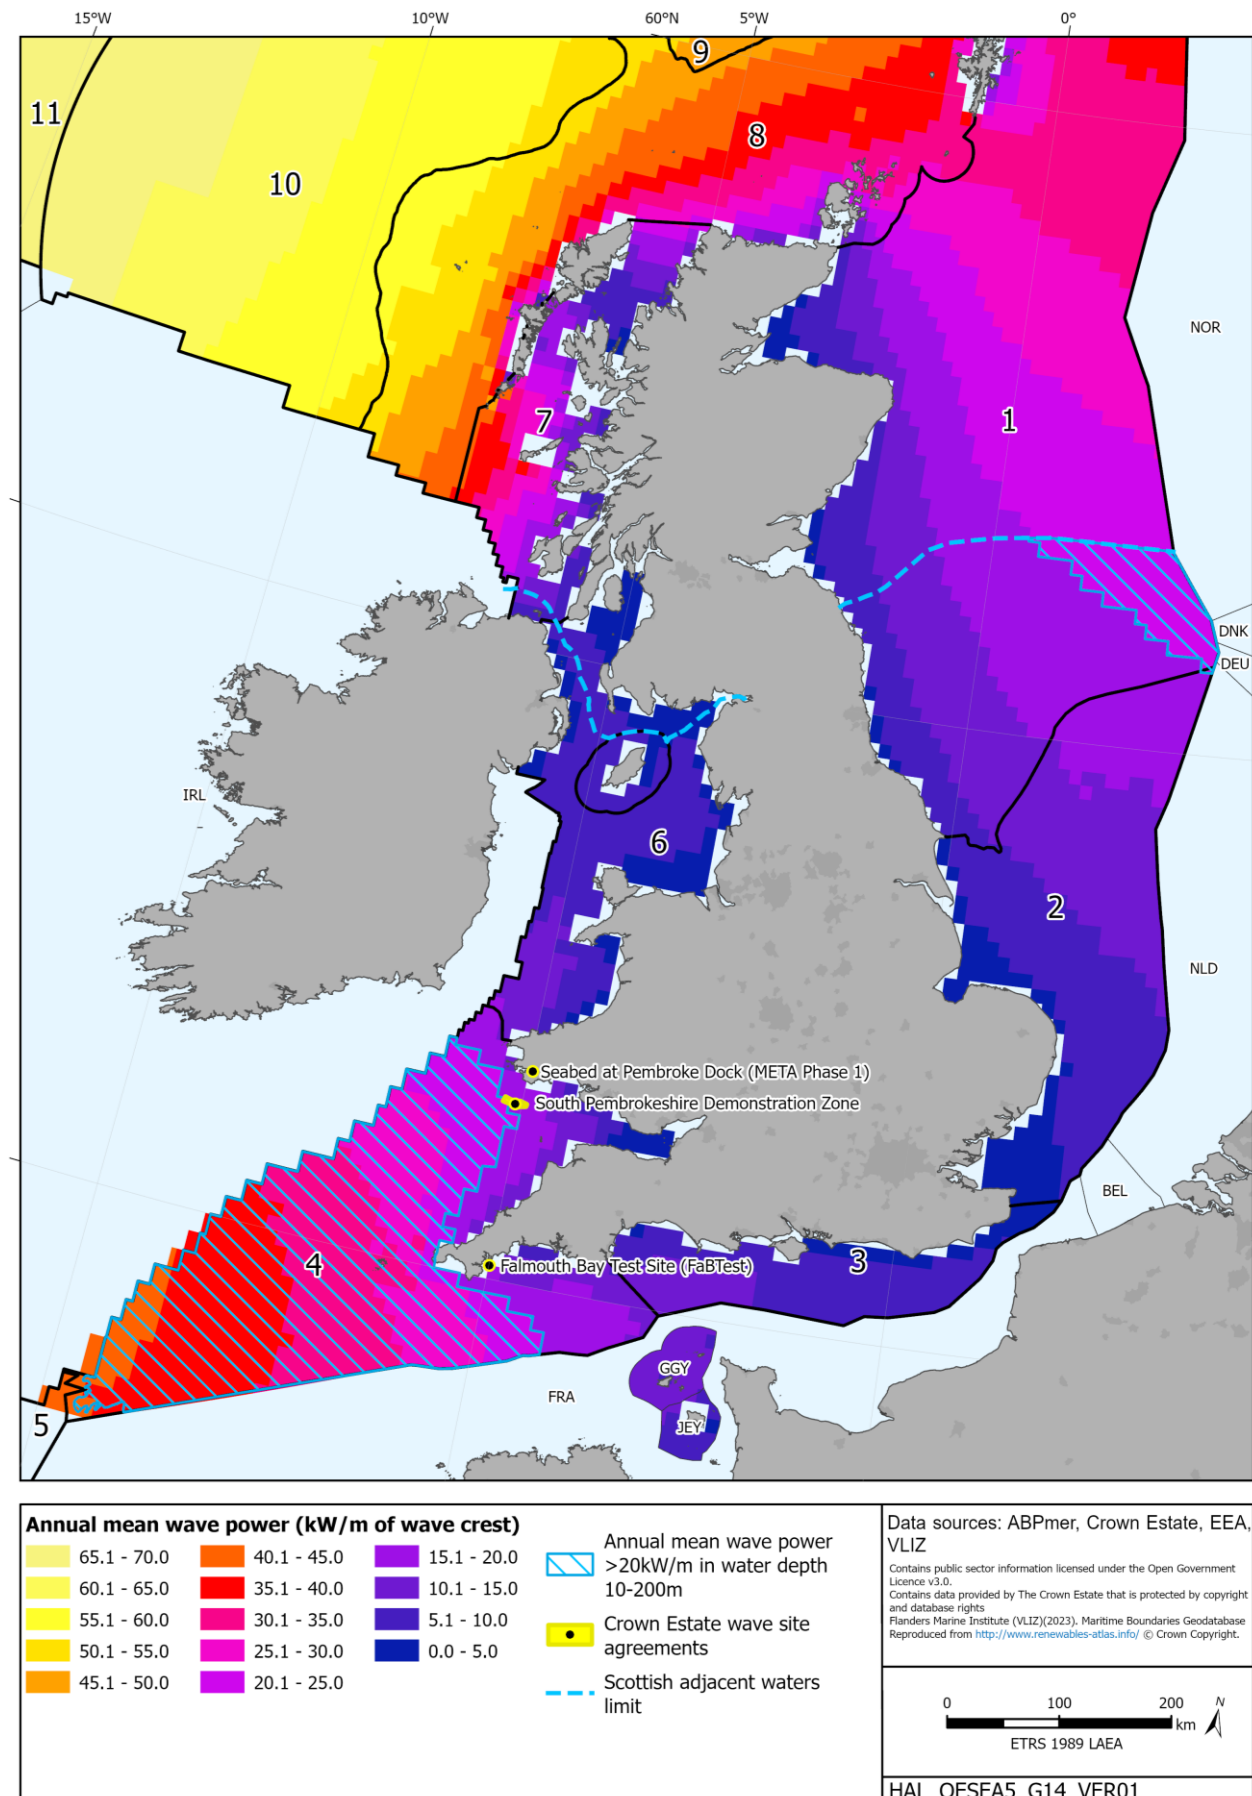 15°W
10°W
60°N
5°W
0°
9
11
8
10
NOR
7
1
DNK
DEU
IRL
6
2
NLD
Seabed at Pembroke Dock (META Phase 1)
South Pembrokeshire Demonstration Zone
BEL
4
Falmouth Bay Test Site (FaBTest)
3
GGY
FRA
5
JEY
Annual mean wave power (kW/m of wave crest)
65.1 - 70.0
60.1 - 65.0
55.1 - 60.0
50.1 - 55.0
45.1 - 50.0
40.1 - 45.0
35.1 - 40.0
30.1 - 35.0
25.1 - 30.0
20.1 - 25.0
15.1 - 20.0
10.1 - 15.0
5.1 - 10.0
0.0 - 5.0
Annual mean wave power
>20kW/m in water depth
10-200m
Crown Estate wave site
agreements
Scottish adjacent waters
limit
Data sources: ABPmer, Crown Estate, EEA,
VLIZ
Contains public sector information licensed under the Open Government
Licence v3.0.
Contains data provided by The Crown Estate that is protected by copyright
and database rights
Flanders Marine Institute (VLIZ)(2023). Maritime Boundaries Geodatabase
Reproduced from http://www.renewables-atlas.info/ © Crown Copyright.
0 100 200
km
N
ETRS 1989 LAEA
HAL_OESEA5_G14_VER01